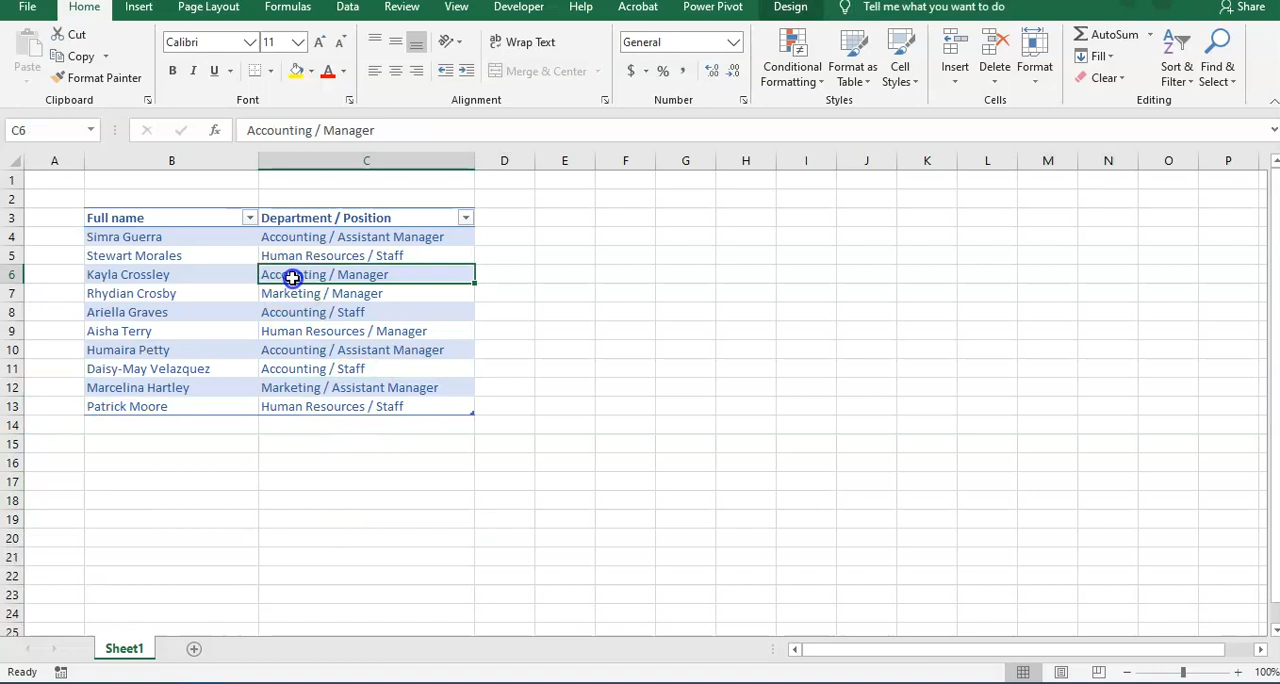 File Home Insert Page Layout Formulas Data Review View Developer Help Acrobat Power Pivot Design Tell me what you want to do Share
Paste Cut Copy Format Painter Clipboard
Calibri 11 A A B I U A Font
ab Wrap Text Merge & Center Alignment
General $ % , .00 .0 Number
Conditional Formatting Format as Table Cell Styles Styles
Insert Delete Format Cells
AutoSum Fill Clear Sort & Filter Find & Select Editing
C6 fx Accounting / Manager
A B C D E F G H I J K L M N O P
1
2
3 Full name Department / Position
4 Simra Guerra Accounting / Assistant Manager
5 Stewart Morales Human Resources / Staff
6 Kayla Crossley Accounting / Manager
7 Rhydian Crosby Marketing / Manager
8 Ariella Graves Accounting / Staff
9 Aisha Terry Human Resources / Manager
10 Humaira Petty Accounting / Assistant Manager
11 Daisy-May Velazquez Accounting / Staff
12 Marcelina Hartley Marketing / Assistant Manager
13 Patrick Moore Human Resources / Staff
14
15
16
17
18
19
20
21
22
23
24
25
Sheet1
Ready 100%